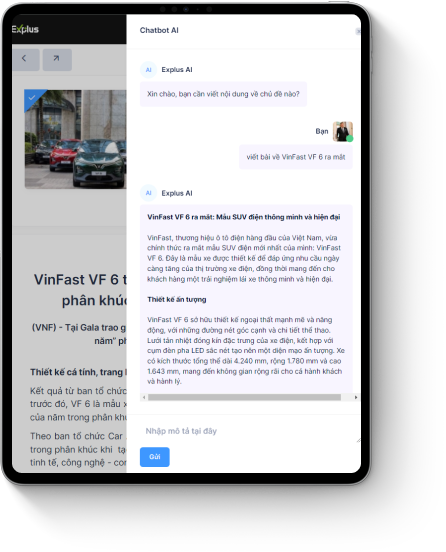 Explus
Chatbot AI
AI Explus AI
Xin chào, bạn cần viết nội dung về chủ đề nào?
Bạn
viết bài về VinFast VF 6 ra mắt
AI Explus AI
VinFast VF 6 ra mắt: Mẫu SUV điện thông minh và hiện đại
VinFast, thương hiệu ô tô điện hàng đầu của Việt Nam, vừa
chính thức ra mắt mẫu SUV điện mới nhất của mình: VinFast
VF 6. Đây là mẫu xe được thiết kế để đáp ứng nhu cầu ngày
càng tăng của thị trường xe điện, đồng thời mang đến cho
khách hàng một trải nghiệm lái xe thông minh và hiện đại.
Thiết kế ấn tượng
VinFast VF 6 sở hữu thiết kế ngoại thất mạnh mẽ và năng
động, với những đường nét góc cạnh và chi tiết thể thao.
Lưới tản nhiệt đóng kín đặc trưng của xe điện, kết hợp với
cụm đèn pha LED sắc nét tạo nên một diện mạo ấn tượng. Xe
có kích thước tổng thể dài 4.240 mm, rộng 1.780 mm và cao
1.643 mm, mang đến không gian rộng rãi cho cả hành khách
và hành lý.
Nhập mô tả tại đây
Gửi
VinFast VF 6 t
phân khúc
(VNF) - Tại Gala trao g
năm" ph
Thiết kế cá tính, trang
Kết quả từ ban tổ chức
trước đó, VF 6 là mẫu x
của năm trong phân khú
Theo ban tổ chức Car
trong phân khúc khi tạ
tinh tế, công nghệ - con